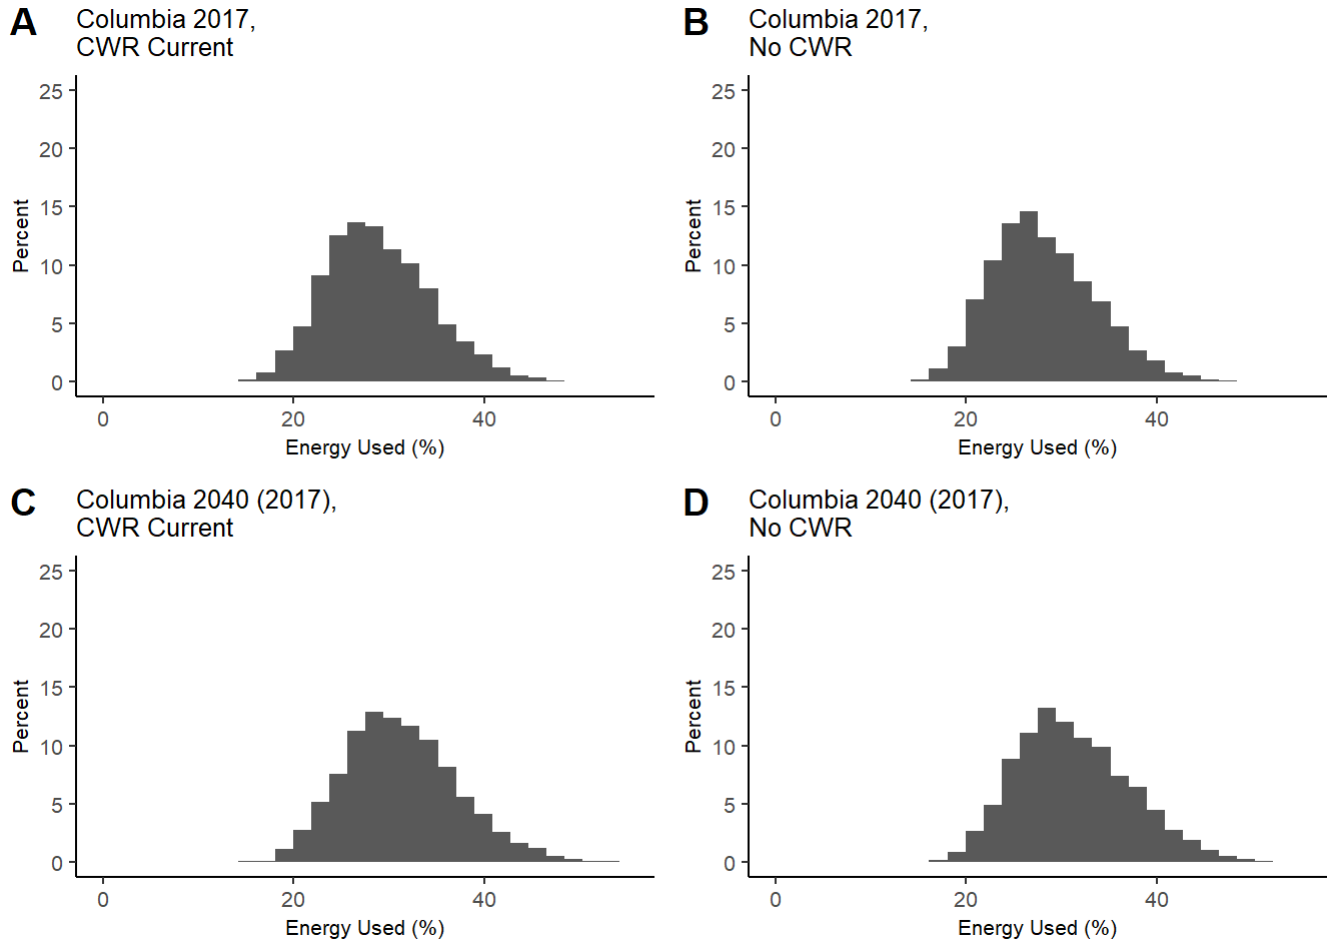 A Columbia 2017,
CWR Current
25
20
15
10
5
0
Percent
0 20 40
Energy Used (%)
B Columbia 2017,
No CWR
25
20
15
10
5
0
Percent
0 20 40
Energy Used (%)
C Columbia 2040 (2017),
CWR Current
25
20
15
10
5
0
Percent
0 20 40
Energy Used (%)
D Columbia 2040 (2017),
No CWR
25
20
15
10
5
0
Percent
0 20 40
Energy Used (%)